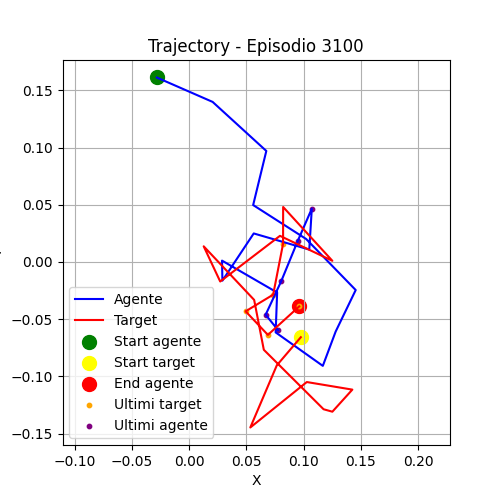 Trajectory - Episodio 3100
0.15
0.10
0.05
0.00
−0.05
−0.10
−0.15
Agente
Target
Start agente
Start target
End agente
Ultimi target
Ultimi agente
−0.10
−0.05
0.00
0.05
0.10
0.15
0.20
X